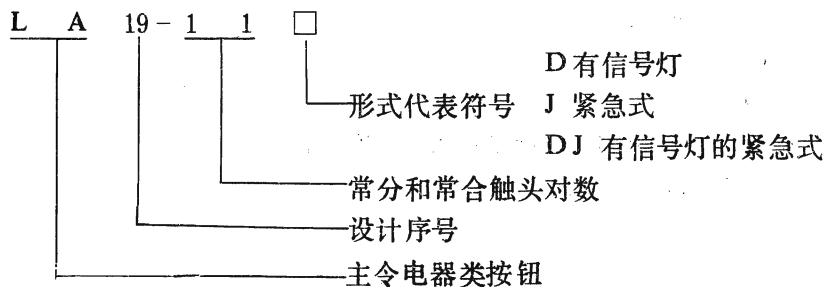 L A 19-1 1 □
D 有信号灯
形式代表符号 J 紧急式
DJ 有信号灯的紧急式
常分和常合触头对数
设计序号
主令电器类按钮